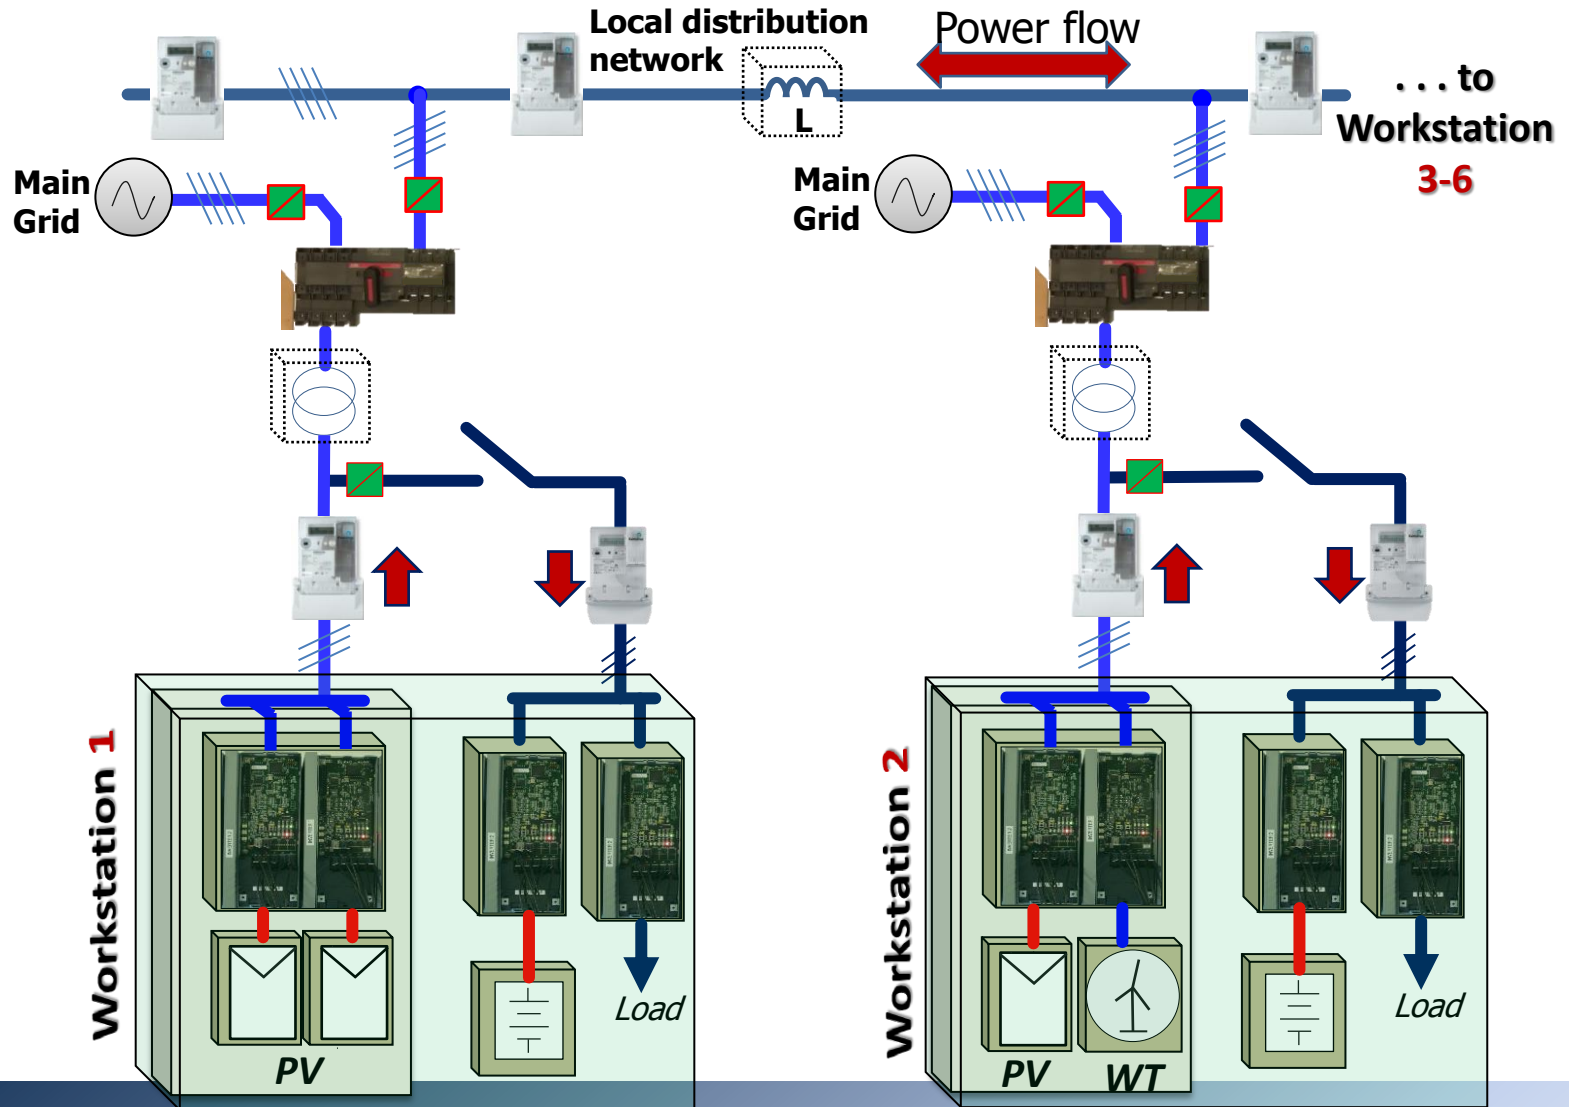 Local distribution
network
Power flow
L
. . . to
Workstation
3-6
Main
Grid
Main
Grid
Workstation 1
Workstation 2
Load
PV
Load
PV
WT